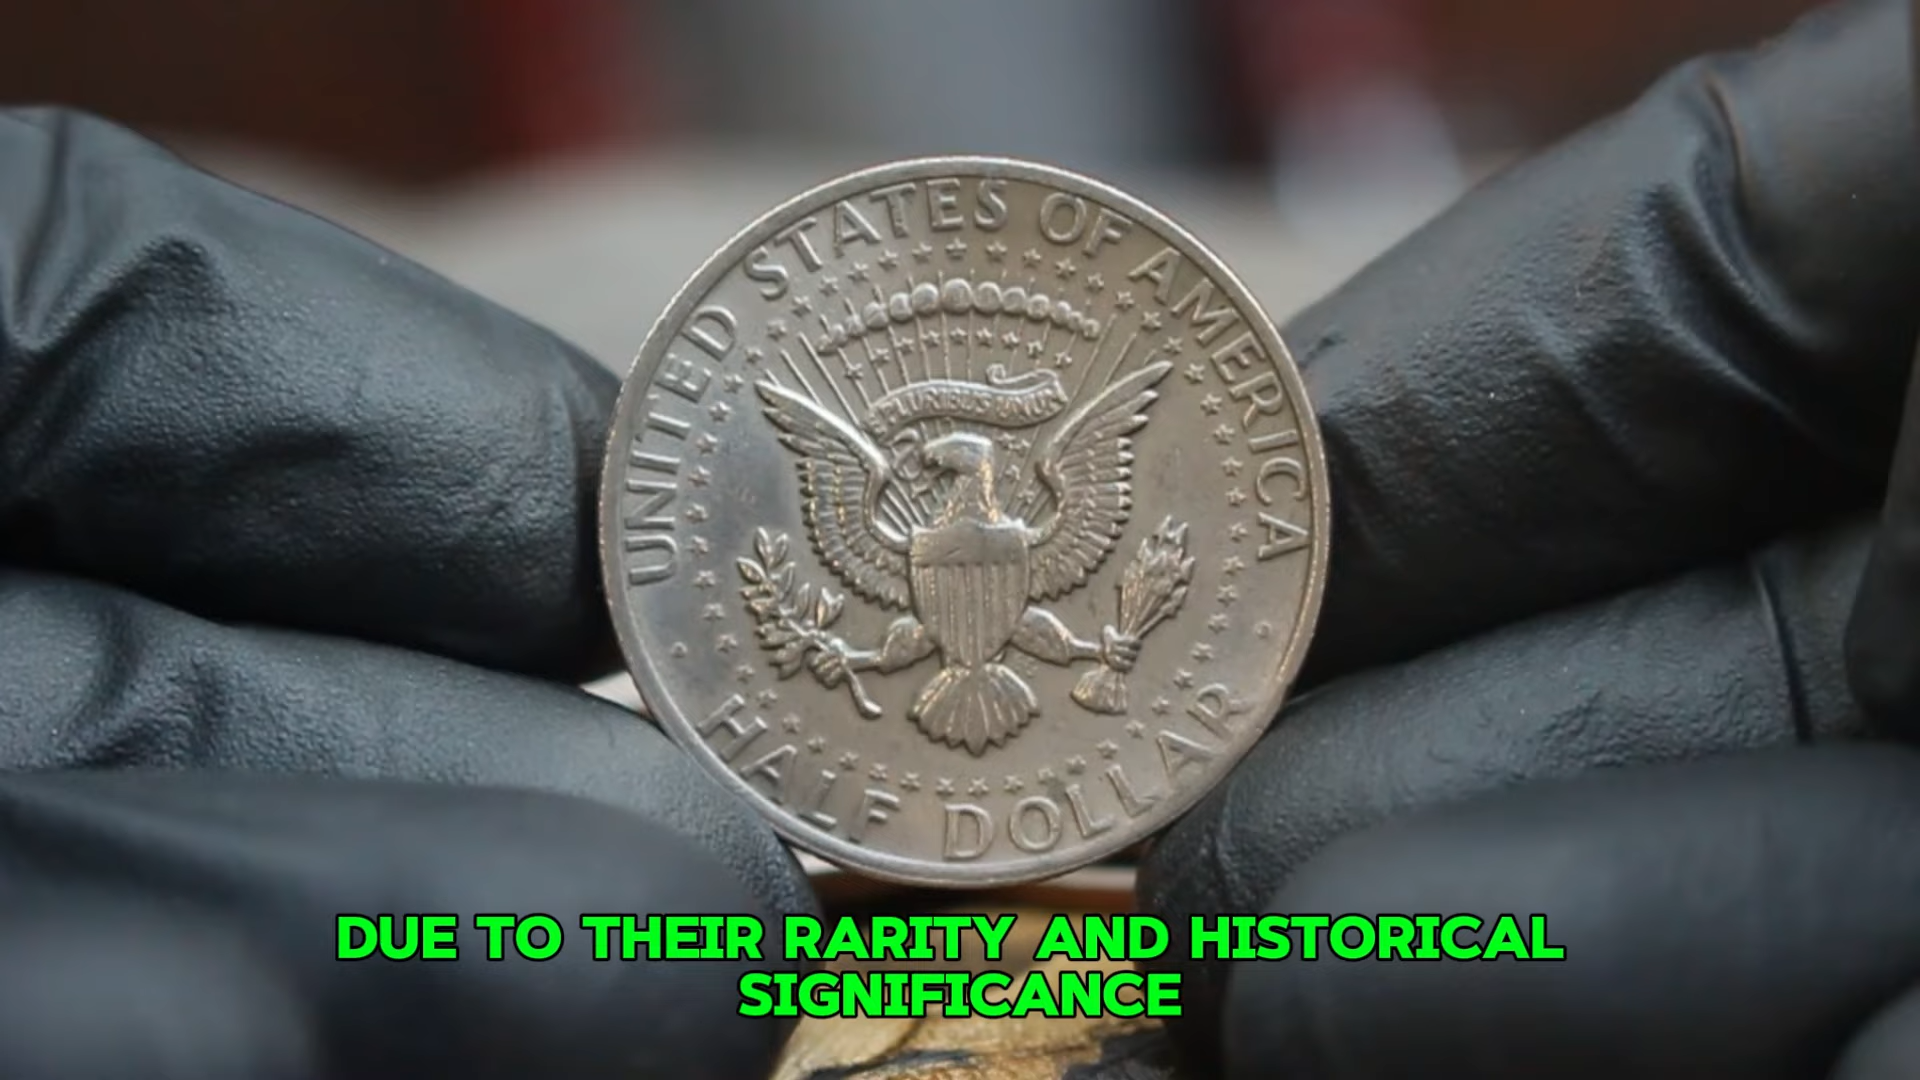 UNITED STATES OF AMERICA
PLURIBUS UNUM
HALF DOLLAR
DUE TO THEIR RARITY AND HISTORICAL
SIGNIFICANCE